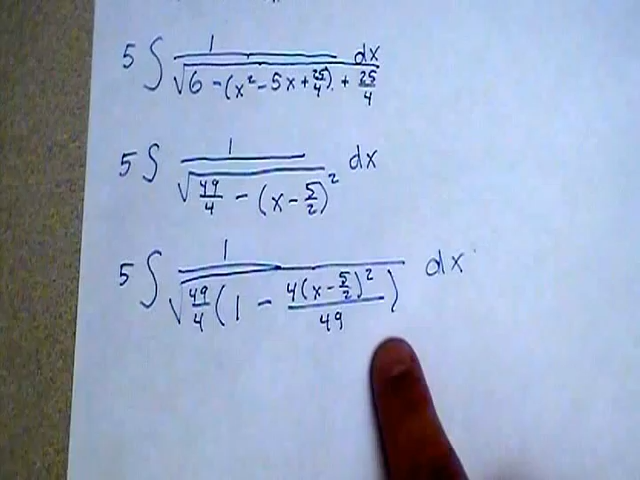 5 ∫ 1 / √(6 - (x² - 5x + 25/4) + 25/4) dx
5 ∫ 1 / √(49/4 - (x - 5/2)²) dx
5 ∫ 1 / √(49/4 (1 - 4(x - 5/2)² / 49)) dx